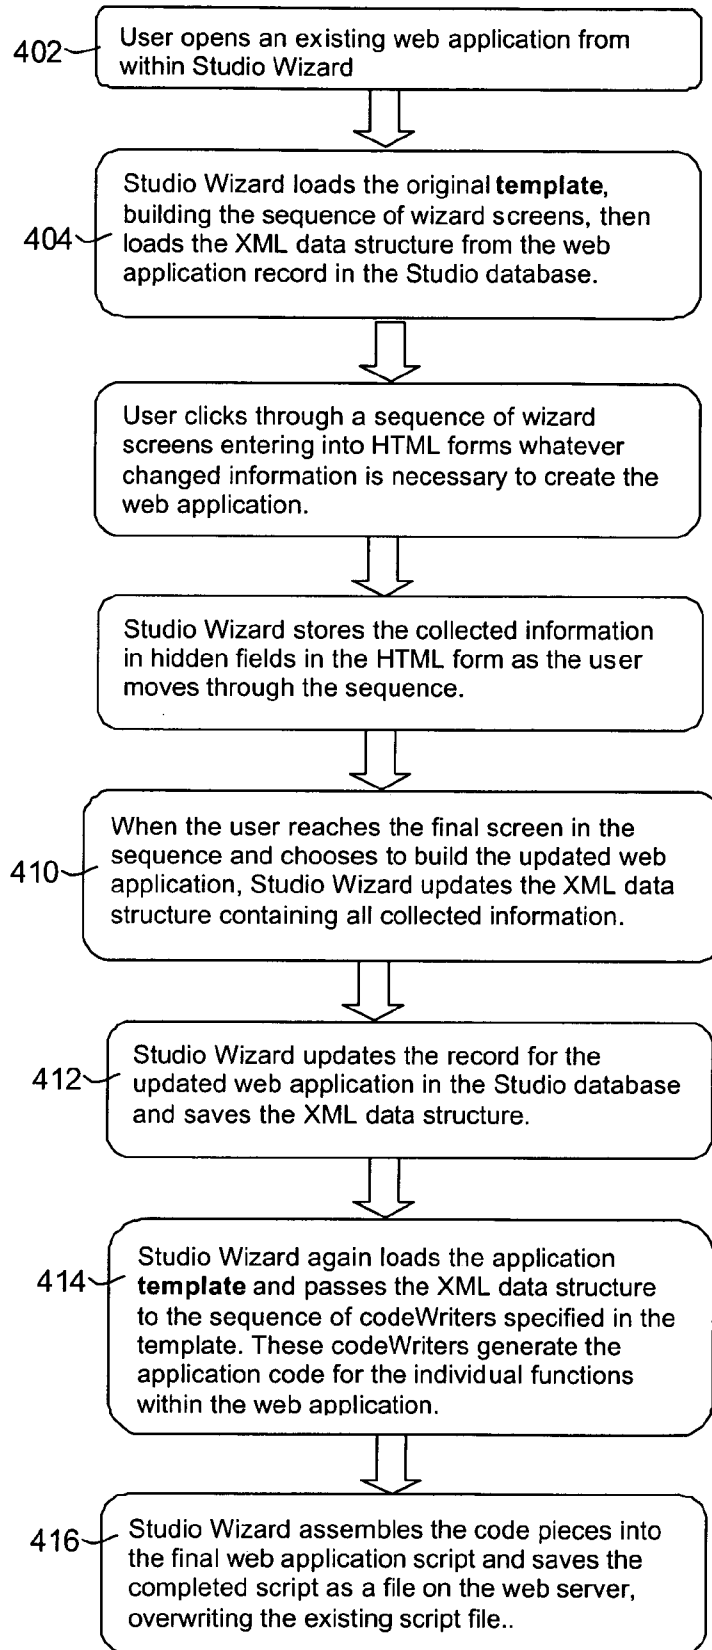 402
User opens an existing web application from
within Studio Wizard
404
Studio Wizard loads the original template,
building the sequence of wizard screens, then
loads the XML data structure from the web
application record in the Studio database.
User clicks through a sequence of wizard
screens entering into HTML forms whatever
changed information is necessary to create the
web application.
Studio Wizard stores the collected information
in hidden fields in the HTML form as the user
moves through the sequence.
410
When the user reaches the final screen in the
sequence and chooses to build the updated web
application, Studio Wizard updates the XML data
structure containing all collected information.
412
Studio Wizard updates the record for the
updated web application in the Studio database
and saves the XML data structure.
414
Studio Wizard again loads the application
template and passes the XML data structure
to the sequence of codeWriters specified in the
template. These codeWriters generate the
application code for the individual functions
within the web application.
416
Studio Wizard assembles the code pieces into
the final web application script and saves the
completed script as a file on the web server,
overwriting the existing script file..